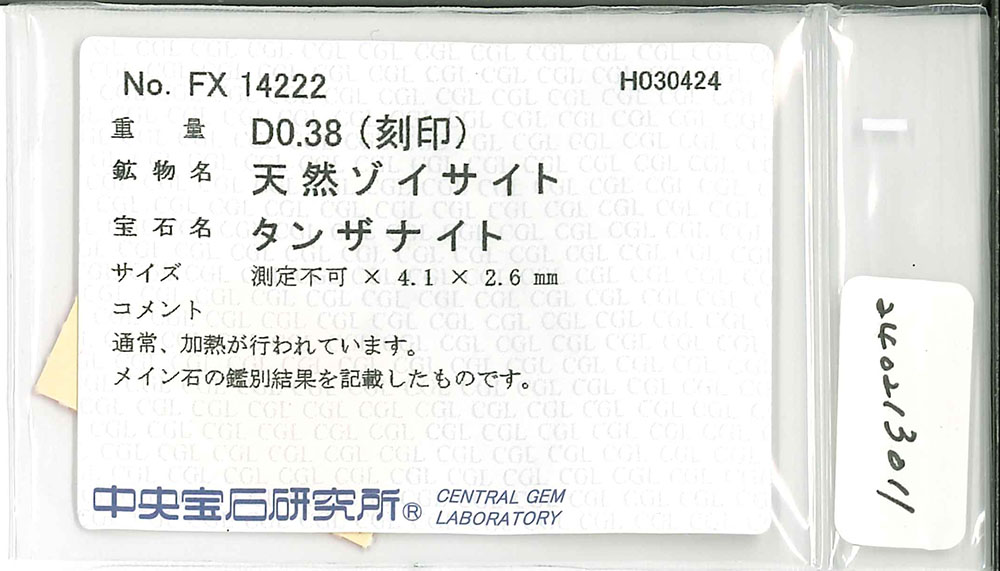 No. FX 14222
H030424
重量 D0.38 (刻印)
鉱物名 天然ゾイサイト
宝石名 タンザナイト
サイズ 測定不可 × 4.1 × 2.6 mm
コメント
通常、加熱が行われています。
メイン石の鑑別結果を記載したものです。
中央宝石研究所® CENTRAL GEM
LABORATORY
240213011